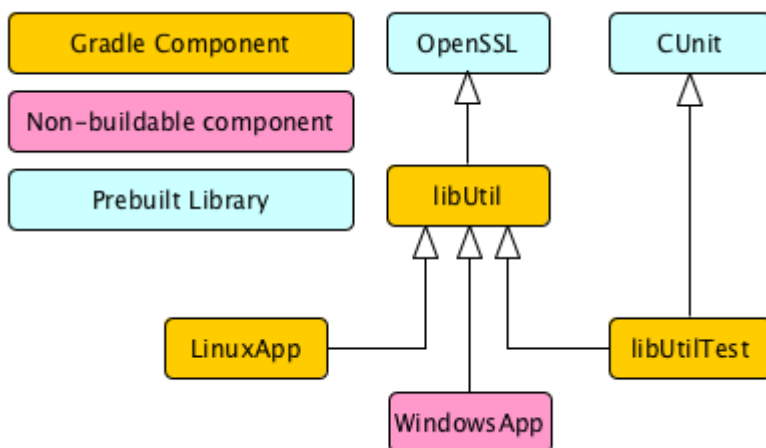 Gradle Component
OpenSSL
CUnit
Non-buildable component
Prebuilt Library
libUtil
LinuxApp
libUtilTest
WindowsApp